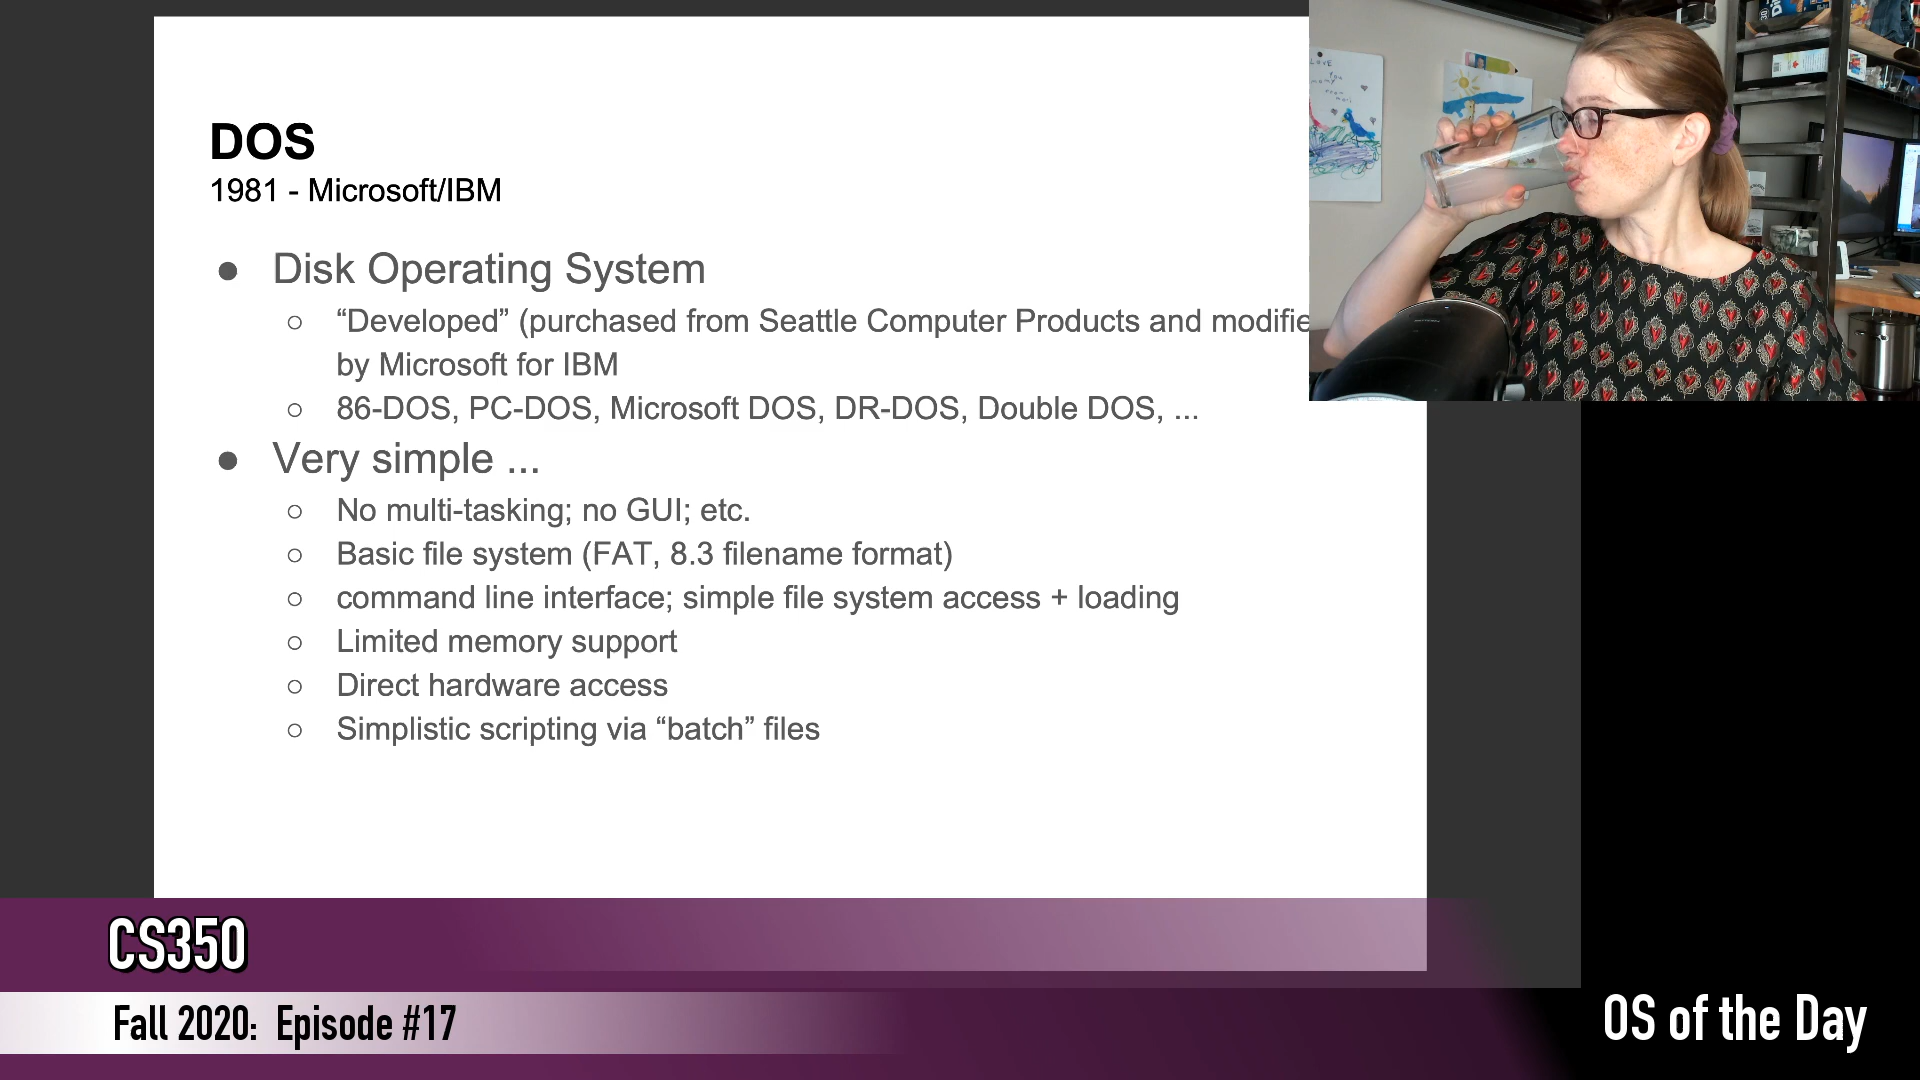 DOS
1981 - Microsoft/IBM
● Disk Operating System
○ “Developed” (purchased from Seattle Computer Products and modifie
by Microsoft for IBM
○ 86-DOS, PC-DOS, Microsoft DOS, DR-DOS, Double DOS, ...
● Very simple ...
○ No multi-tasking; no GUI; etc.
○ Basic file system (FAT, 8.3 filename format)
○ command line interface; simple file system access + loading
○ Limited memory support
○ Direct hardware access
○ Simplistic scripting via “batch” files
CS350
Fall 2020: Episode #17
OS of the Day